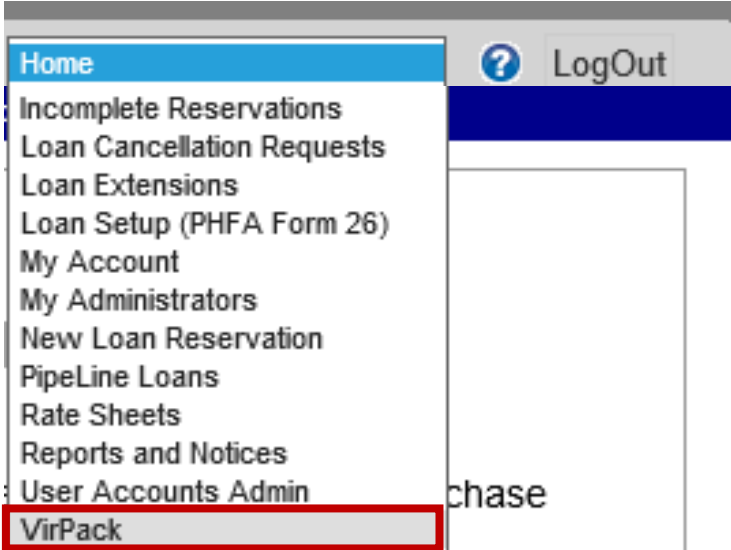 Home
LogOut
Incomplete Reservations
Loan Cancellation Requests
Loan Extensions
Loan Setup (PHFA Form 26)
My Account
My Administrators
New Loan Reservation
PipeLine Loans
Rate Sheets
Reports and Notices
User Accounts Admin
chase
VirPack